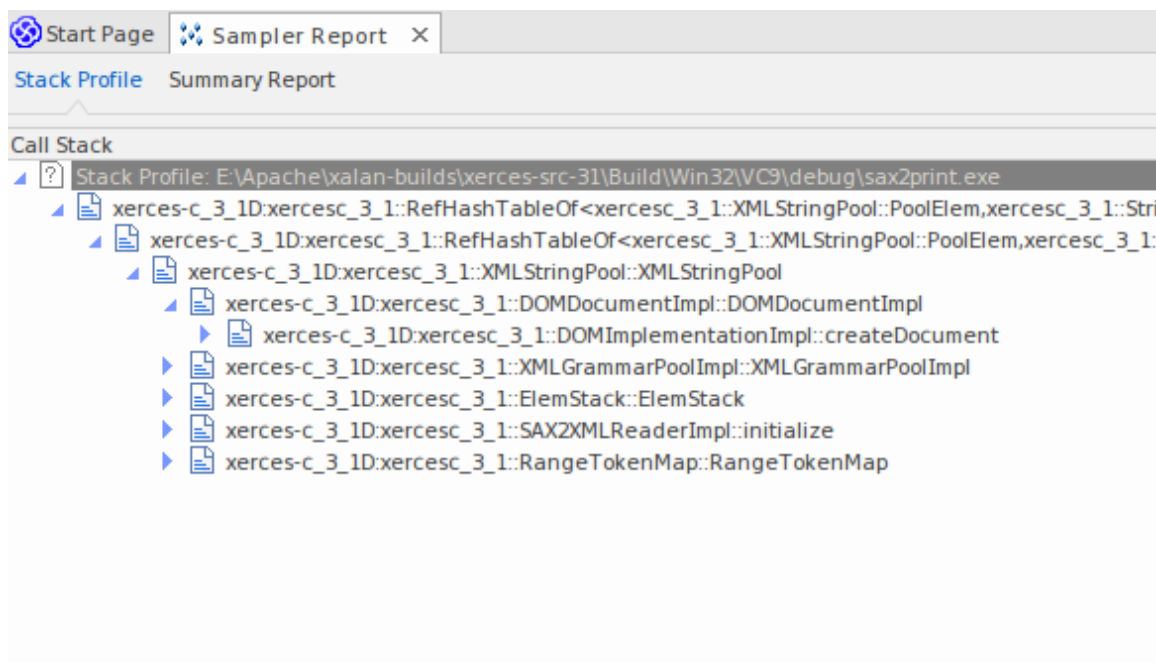 Start Page Sampler Report
Stack Profile Summary Report
Call Stack
Stack Profile: E:\Apache\xalan-builds\xerces-src-31\Build\Win32\VC9\debug\sax2print.exe
xerces-c_3_1D:xercesc_3_1::RefHashTableOf<xercesc_3_1::XMLStringPool::PoolElem,xercesc_3_1::Stri
xerces-c_3_1D:xercesc_3_1::RefHashTableOf<xercesc_3_1::XMLStringPool::PoolElem,xercesc_3_1:
xerces-c_3_1D:xercesc_3_1::XMLStringPool::XMLStringPool
xerces-c_3_1D:xercesc_3_1::DOMDocumentImpl::DOMDocumentImpl
xerces-c_3_1D:xercesc_3_1::DOMImplementationImpl::createDocument
xerces-c_3_1D:xercesc_3_1::XMLGrammarPoolImpl::XMLGrammarPoolImpl
xerces-c_3_1D:xercesc_3_1::ElemStack::ElemStack
xerces-c_3_1D:xercesc_3_1::SAX2XMLReaderImpl::initialize
xerces-c_3_1D:xercesc_3_1::RangeTokenMap::RangeTokenMap